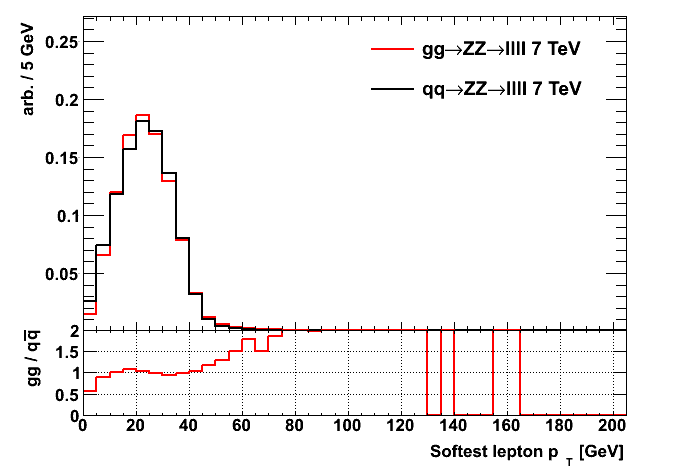 arb. / 5 GeV
0.25
0.2
0.15
0.1
0.05
gg→ZZ→llll 7 TeV
qq→ZZ→llll 7 TeV
gg / qq̅
2
1.5
1
0.5
0
0 20 40 60 80 100 120 140 160 180 200
Softest lepton p_T [GeV]